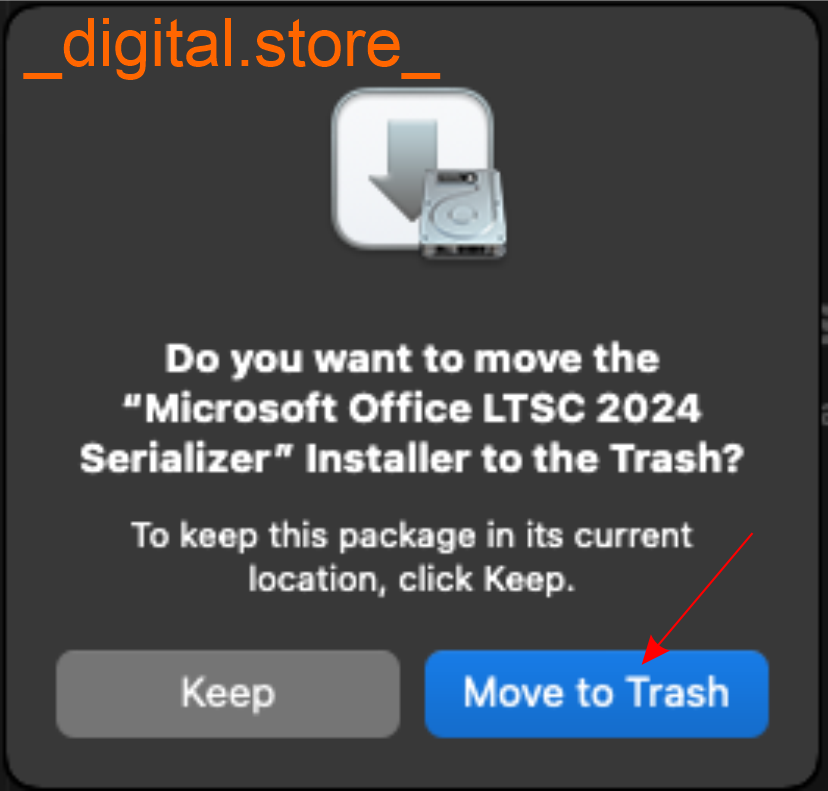 _digital.store_
Do you want to move the
“Microsoft Office LTSC 2024
Serializer” Installer to the Trash?
To keep this package in its current
location, click Keep.
Keep
Move to Trash